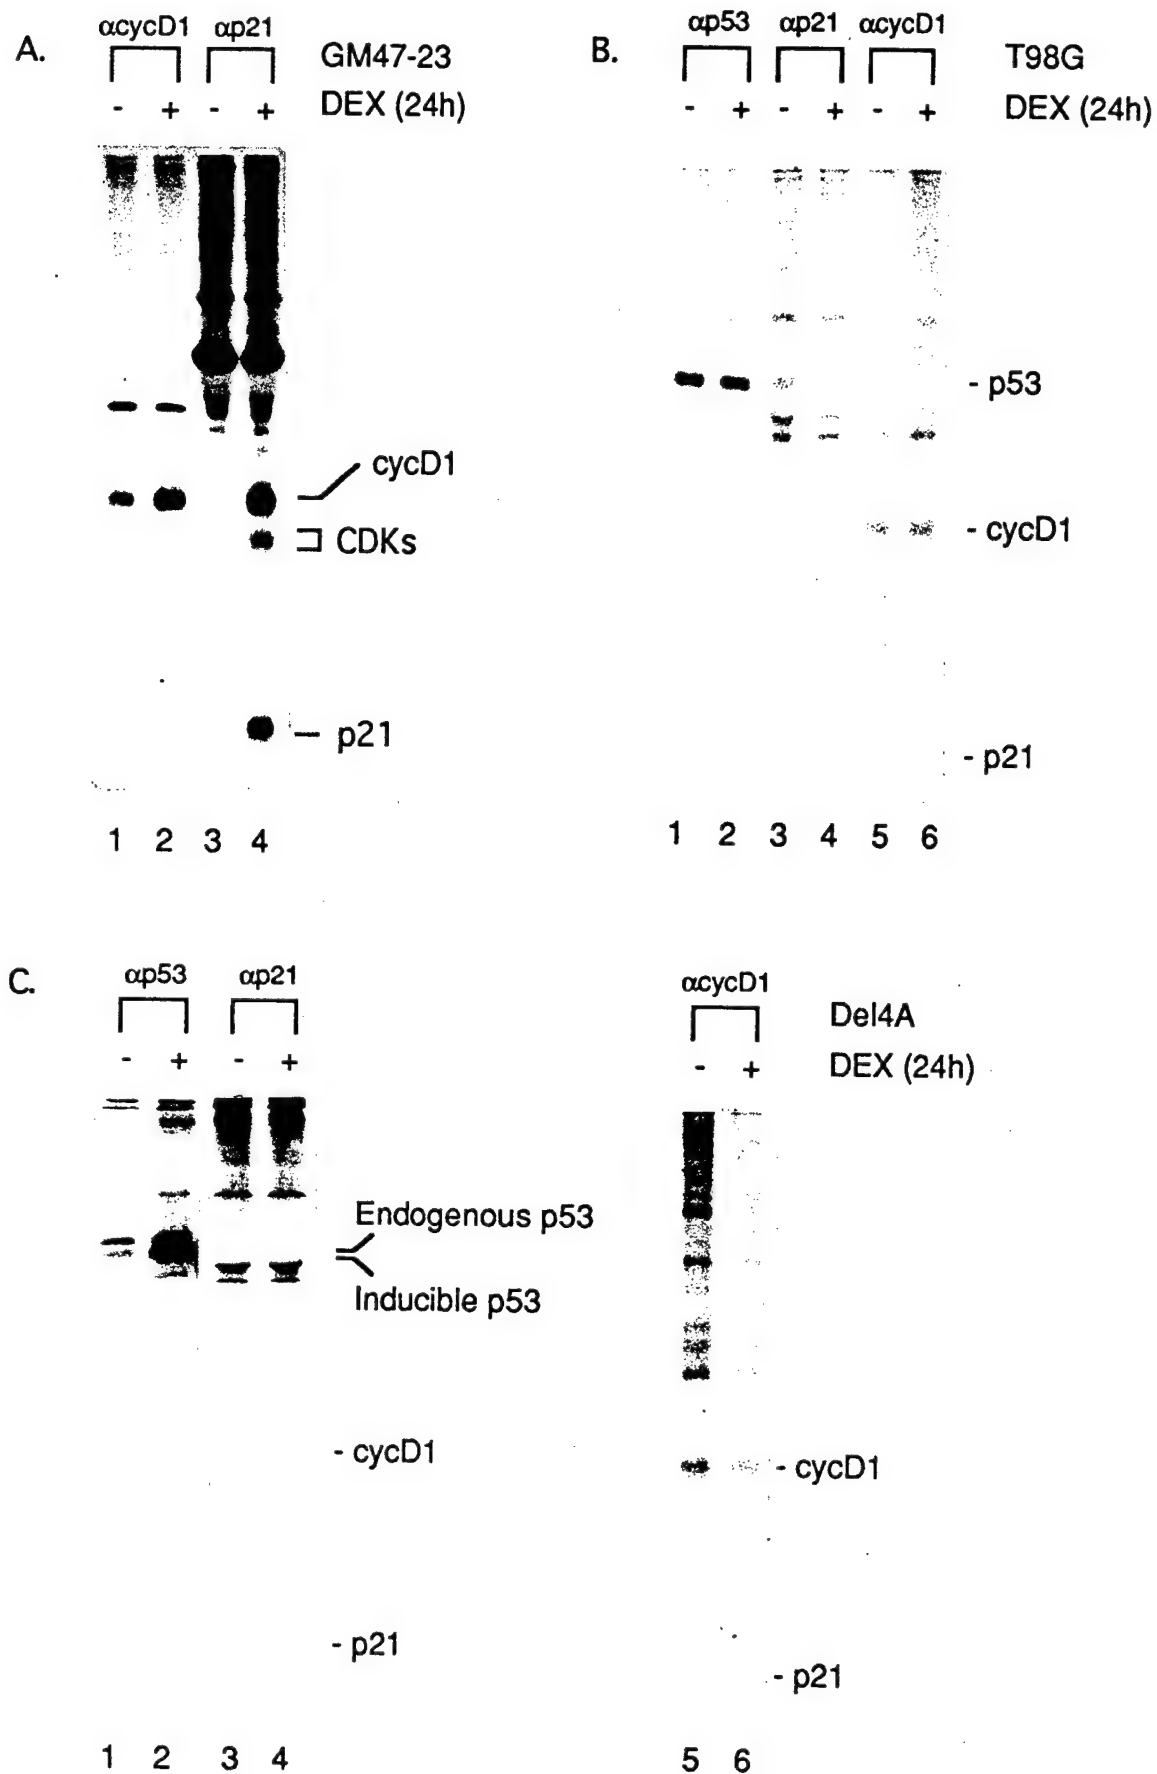 A.
αcycD1 αp21
GM47-23
- + - + DEX (24h)
cycD1
CDKs
p21
1 2 3 4
B.
αp53 αp21 αcycD1
T98G
- + - + - + DEX (24h)
- p53
- cycD1
- p21
1 2 3 4 5 6
C.
αp53 αp21
- + - +
Endogenous p53
Inducible p53
- cycD1
- p21
1 2 3 4
αcycD1
Del4A
- + DEX (24h)
- cycD1
- p21
5 6